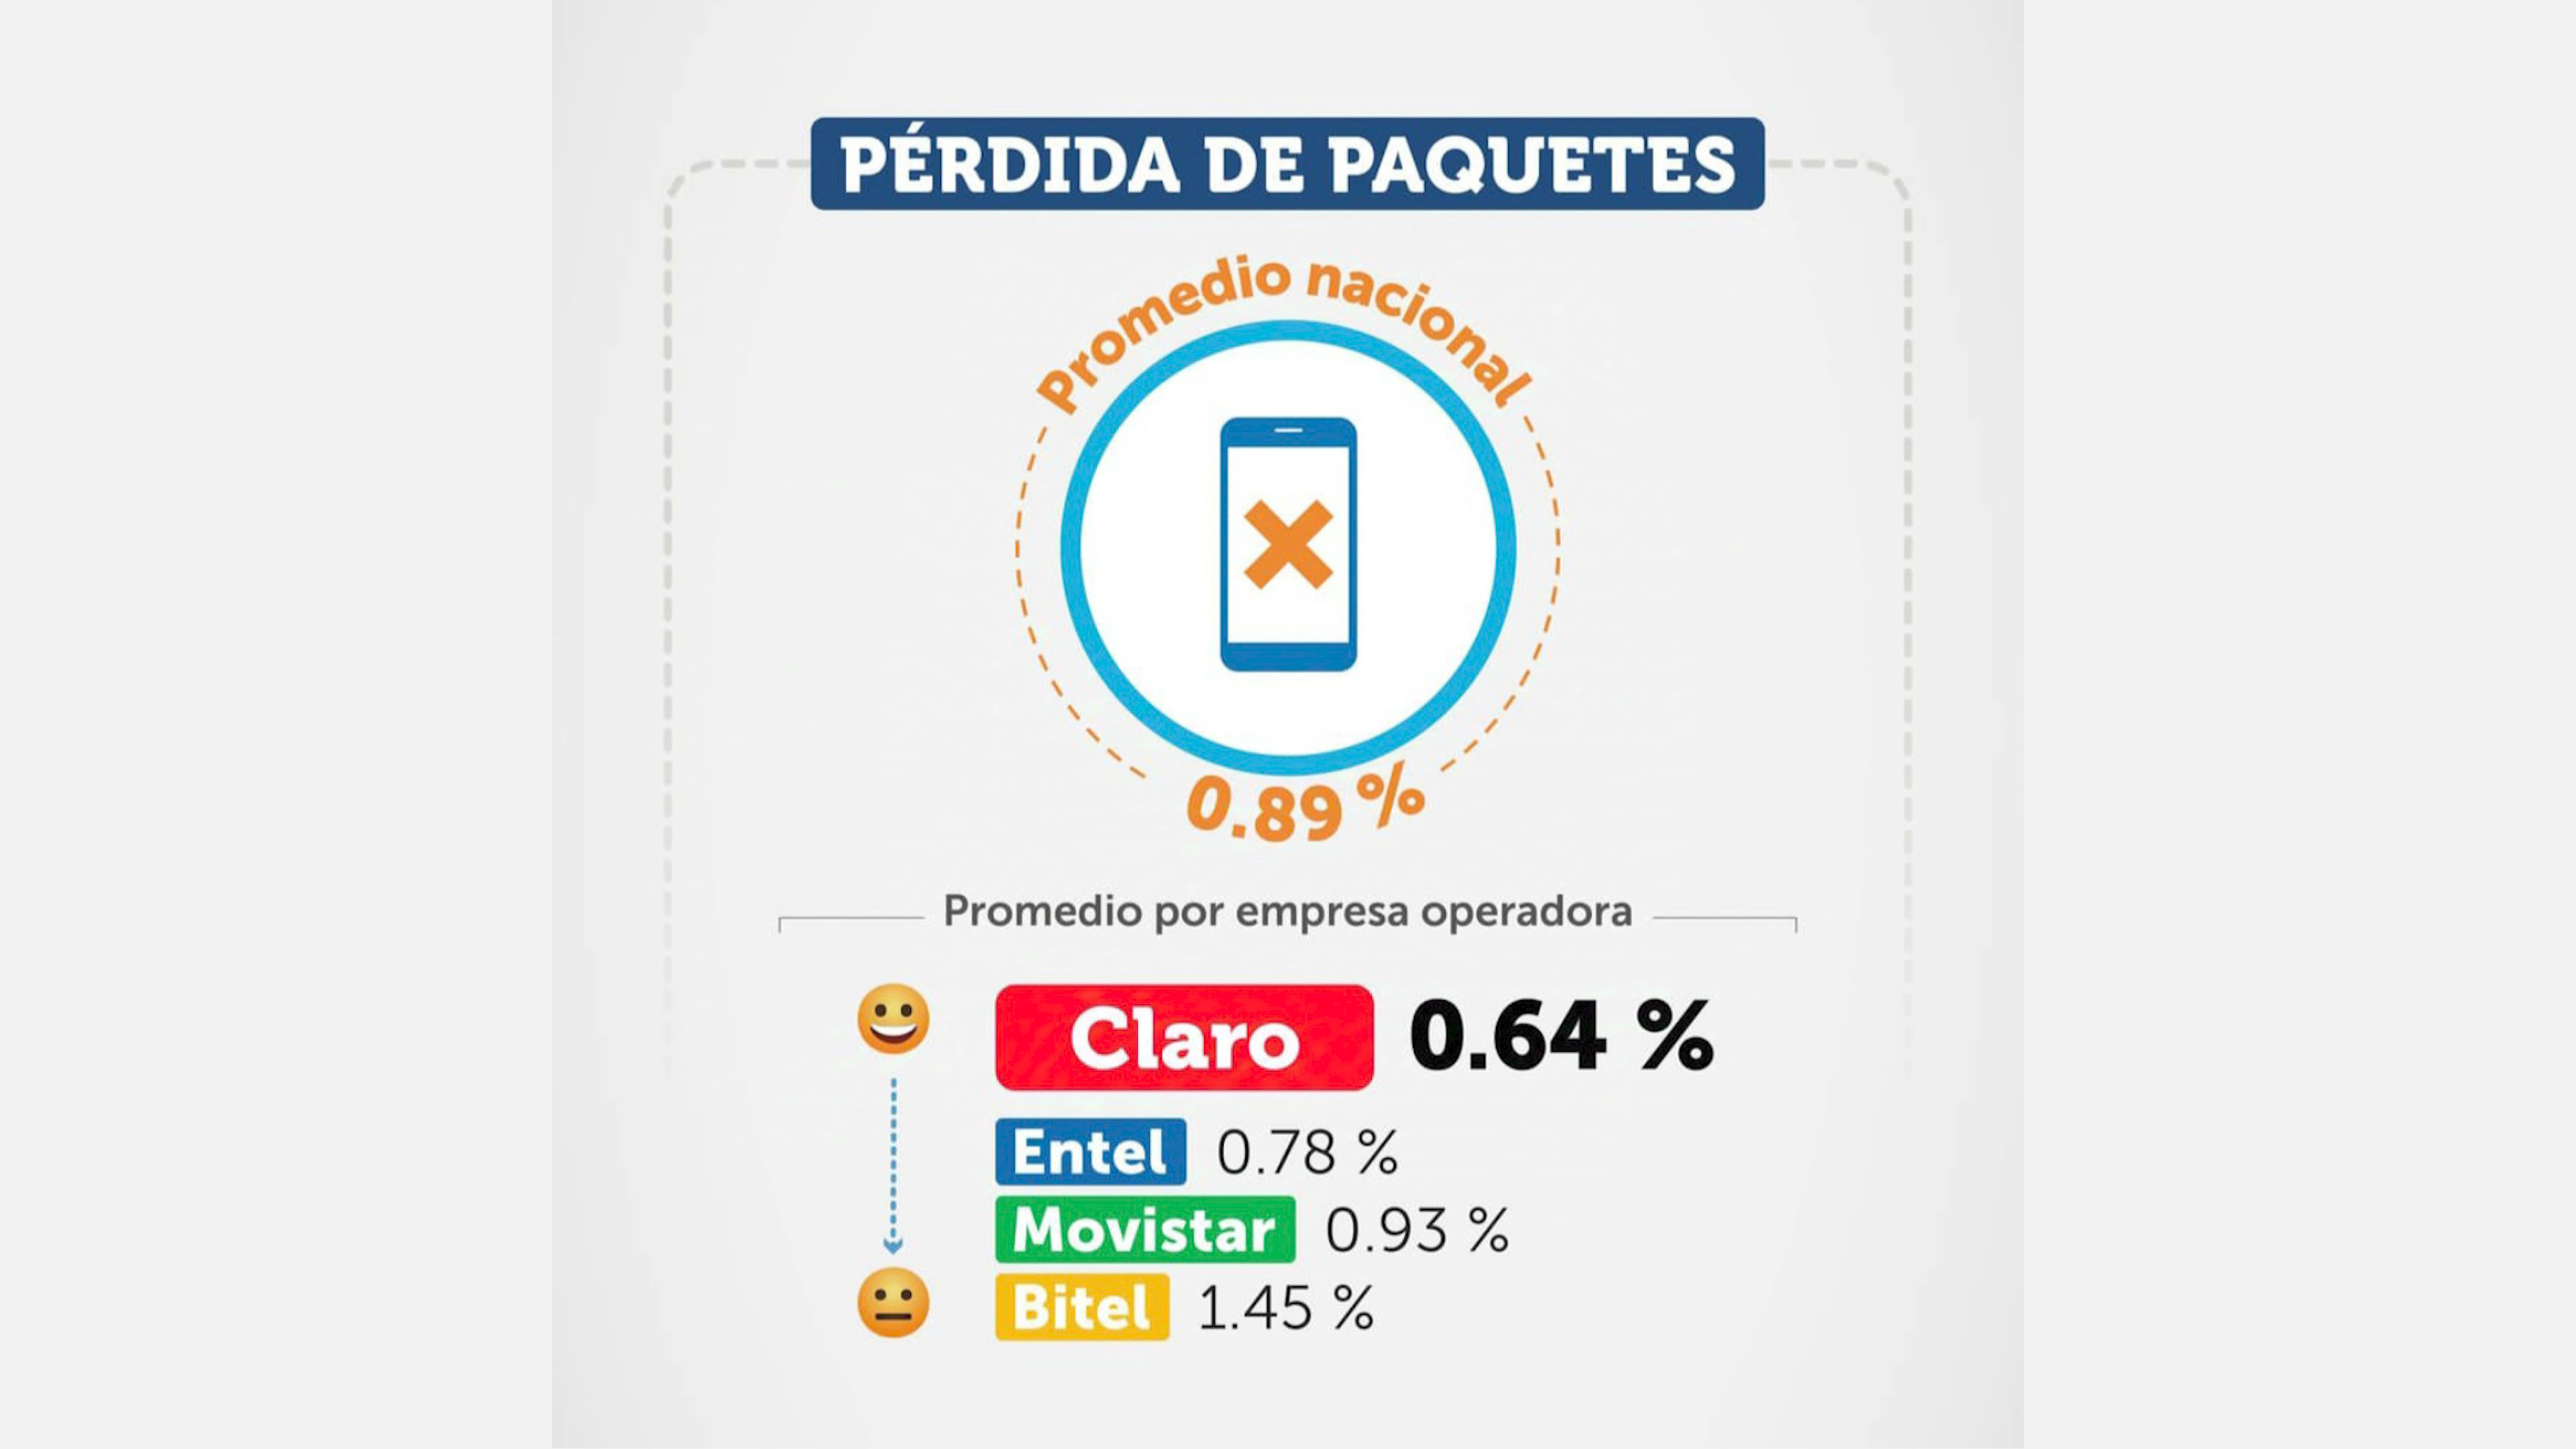 PÉRDIDA DE PAQUETES
Promedio nacional
0.89 %
Promedio por empresa operadora
Claro 0.64 %
Entel 0.78 %
Movistar 0.93 %
Bitel 1.45 %